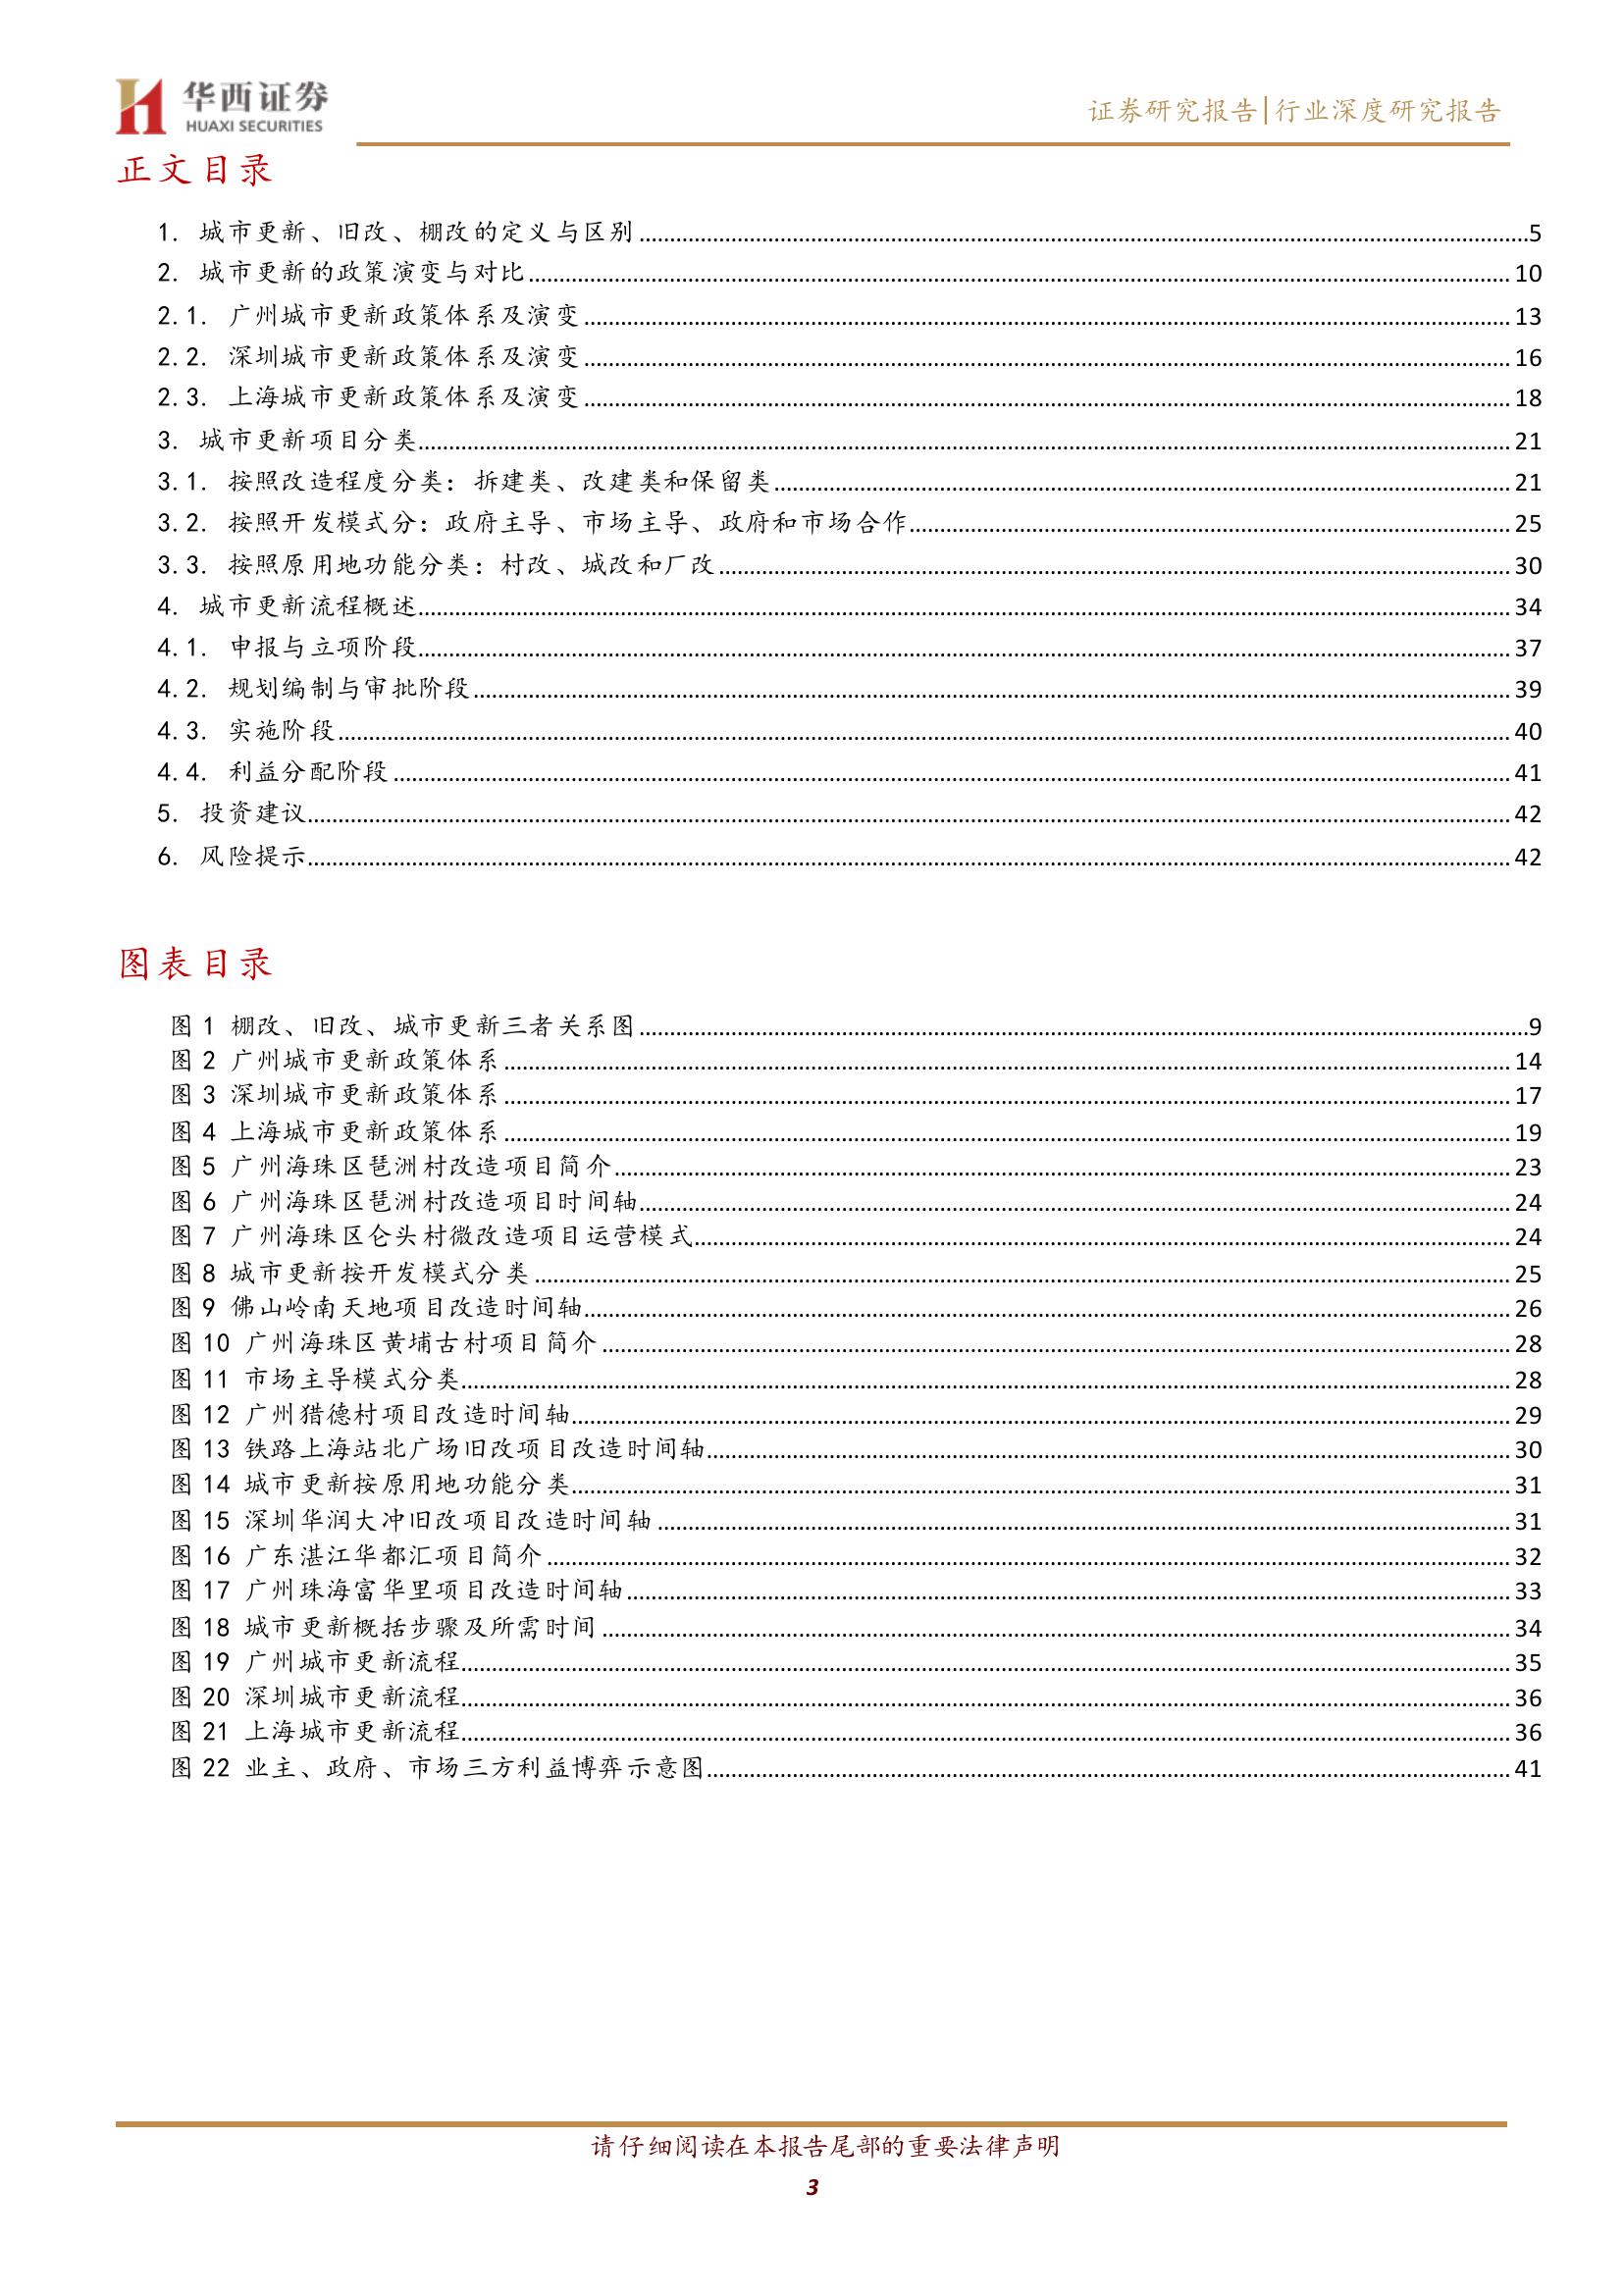 华西证券
HUAXI SECURITIES
证券研究报告|行业深度研究报告
正文目录
1. 城市更新、旧改、棚改的定义与区别 5
2. 城市更新的政策演变与对比 10
2.1. 广州城市更新政策体系及演变 13
2.2. 深圳城市更新政策体系及演变 16
2.3. 上海城市更新政策体系及演变 18
3. 城市更新项目分类 21
3.1. 按照改造程度分类：拆建类、改建类和保留类 21
3.2. 按照开发模式分：政府主导、市场主导、政府和市场合作 25
3.3. 按照原用地功能分类：村改、城改和厂改 30
4. 城市更新流程概述 34
4.1. 申报与立项阶段 37
4.2. 规划编制与审批阶段 39
4.3. 实施阶段 40
4.4. 利益分配阶段 41
5. 投资建议 42
6. 风险提示 42
图表目录
图 1 棚改、旧改、城市更新三者关系图 9
图 2 广州城市更新政策体系 14
图 3 深圳城市更新政策体系 17
图 4 上海城市更新政策体系 19
图 5 广州海珠区琶洲村改造项目简介 23
图 6 广州海珠区琶洲村改造项目时间轴 24
图 7 广州海珠区仑头村微改造项目运营模式 24
图 8 城市更新按开发模式分类 25
图 9 佛山岭南天地项目改造时间轴 26
图 10 广州海珠区黄埔古村项目简介 28
图 11 市场主导模式分类 28
图 12 广州猎德村项目改造时间轴 29
图 13 铁路上海站北广场旧改项目改造时间轴 30
图 14 城市更新按原用地功能分类 31
图 15 深圳华润大冲旧改项目改造时间轴 31
图 16 广东湛江华都汇项目简介 32
图 17 广州珠海富华里项目改造时间轴 33
图 18 城市更新概括步骤及所需时间 34
图 19 广州城市更新流程 35
图 20 深圳城市更新流程 36
图 21 上海城市更新流程 36
图 22 业主、政府、市场三方利益博弈示意图 41
请仔细阅读在本报告尾部的重要法律声明
3